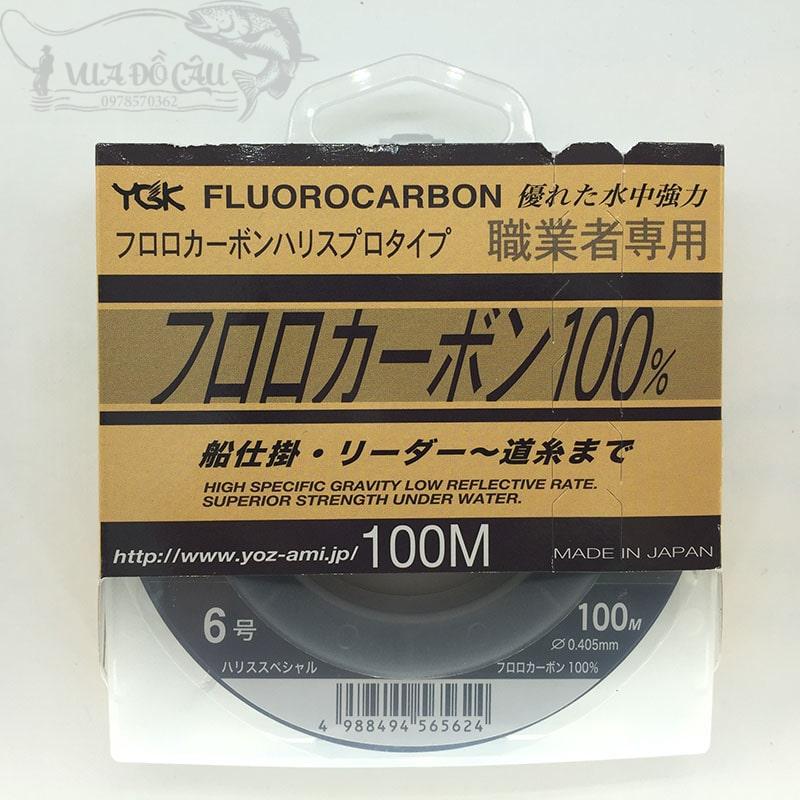 VUA ĐỒ CÂU
0978570362
YGK FLUOROCARBON 優れた水中強力
フロロカーボンハリスプロタイプ 職業者専用
フロロカーボン100%
船仕掛・リーダー〜道糸まで
HIGH SPECIFIC GRAVITY LOW REFLECTIVE RATE.
SUPERIOR STRENGTH UNDER WATER.
http://www.yoz-ami.jp/ 100M MADE IN JAPAN
6号 100M
⌀0.405mm
ハリススペシャル フロロカーボン 100%
4 988494 565624